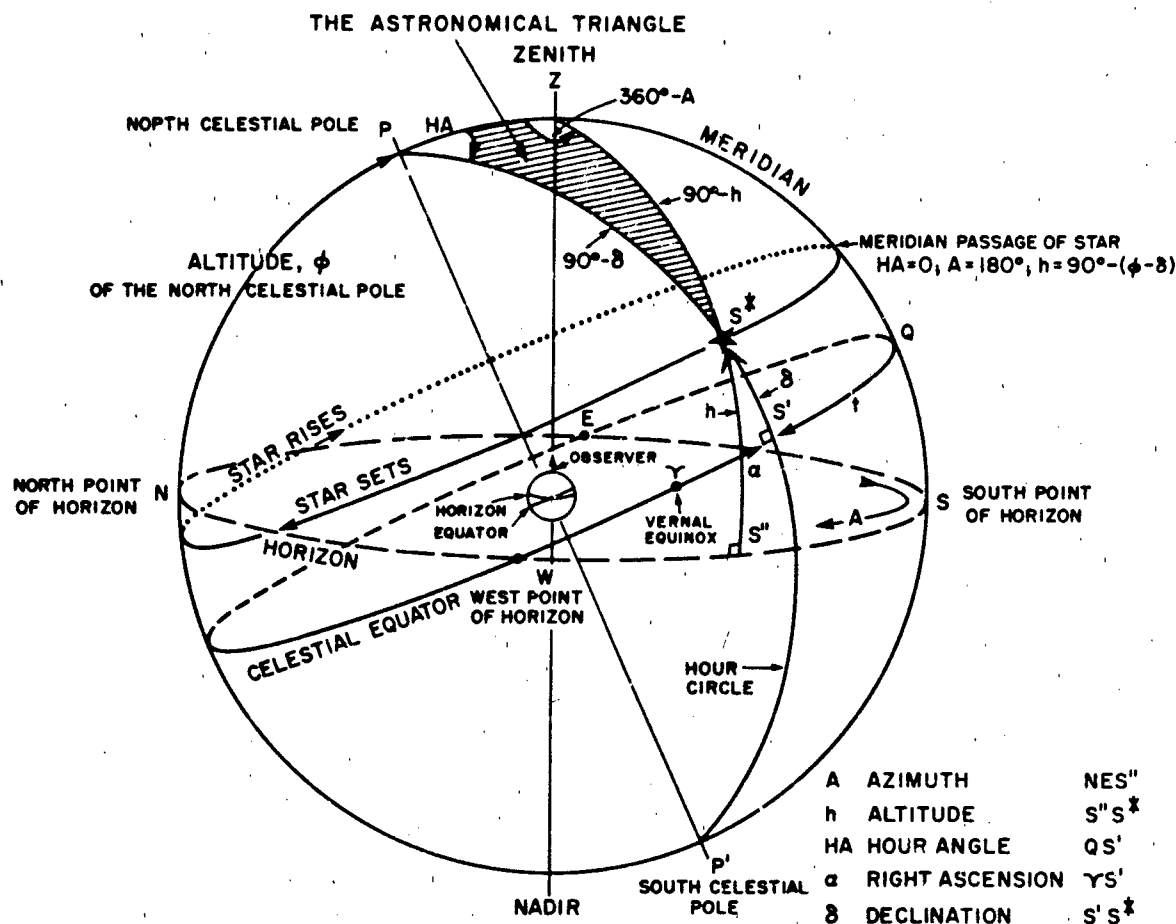 THE ASTRONOMICAL TRIANGLE
ZENITH
Z
360°-A
NOPTH CELESTIAL POLE
P
HA
MERIDIAN
90°-h
90°-δ
MERIDIAN PASSAGE OF STAR
HA=0; A=180°; h=90°-(ϕ-δ)
ALTITUDE, ϕ
OF THE NORTH CELESTIAL POLE
S*
Q
δ
h
S'
t
E
STAR RISES
OBSERVER
STAR SETS
α
ϒ
NORTH POINT
OF HORIZON
N
HORIZON
EQUATOR
VERNAL
EQUINOX
S"
A
S
SOUTH POINT
OF HORIZON
HORIZON
W
WEST POINT
OF HORIZON
CELESTIAL EQUATOR
HOUR
CIRCLE
P'
SOUTH CELESTIAL
POLE
NADIR
A AZIMUTH NES"
h ALTITUDE S"S*
HA HOUR ANGLE QS'
α RIGHT ASCENSION ϒS'
δ DECLINATION S'S*